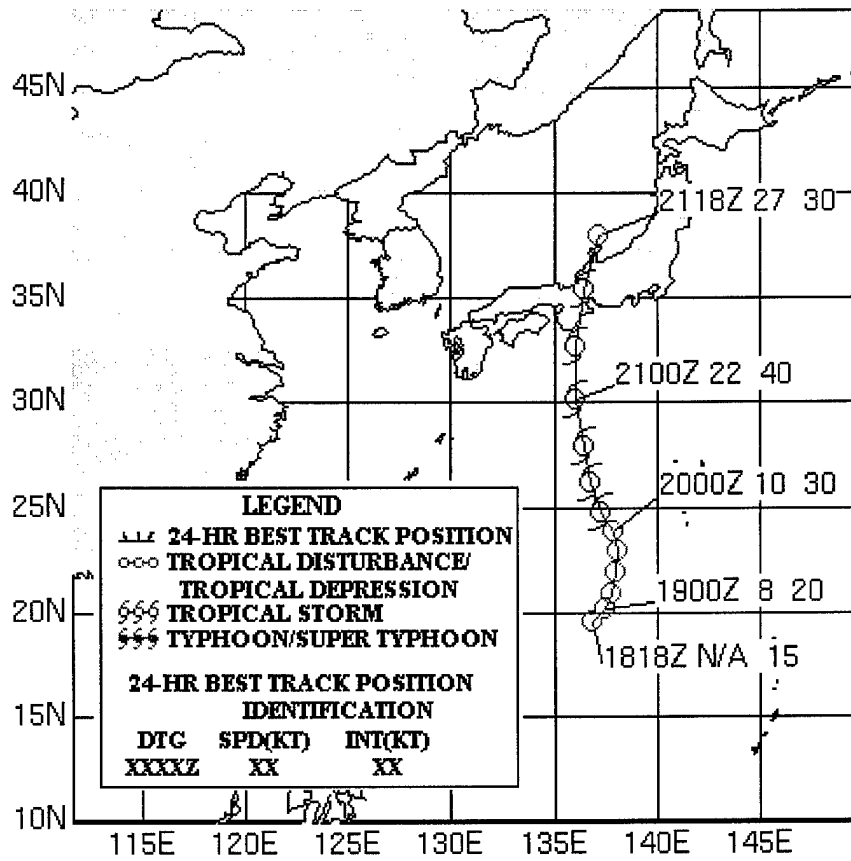 45N
40N
2118Z 27 30
35N
2100Z 22 40
30N
2000Z 10 30
25N
LEGEND
24-HR BEST TRACK POSITION
TROPICAL DISTURBANCE/
TROPICAL DEPRESSION
1900Z 8 20
20N
TROPICAL STORM
TYPHOON/SUPER TYPHOON
1818Z N/A 15
24-HR BEST TRACK POSITION
IDENTIFICATION
15N
DTG SPD(KT) INT(KT)
XXXXZ XX XX
10N
115E 120E 125E 130E 135E 140E 145E